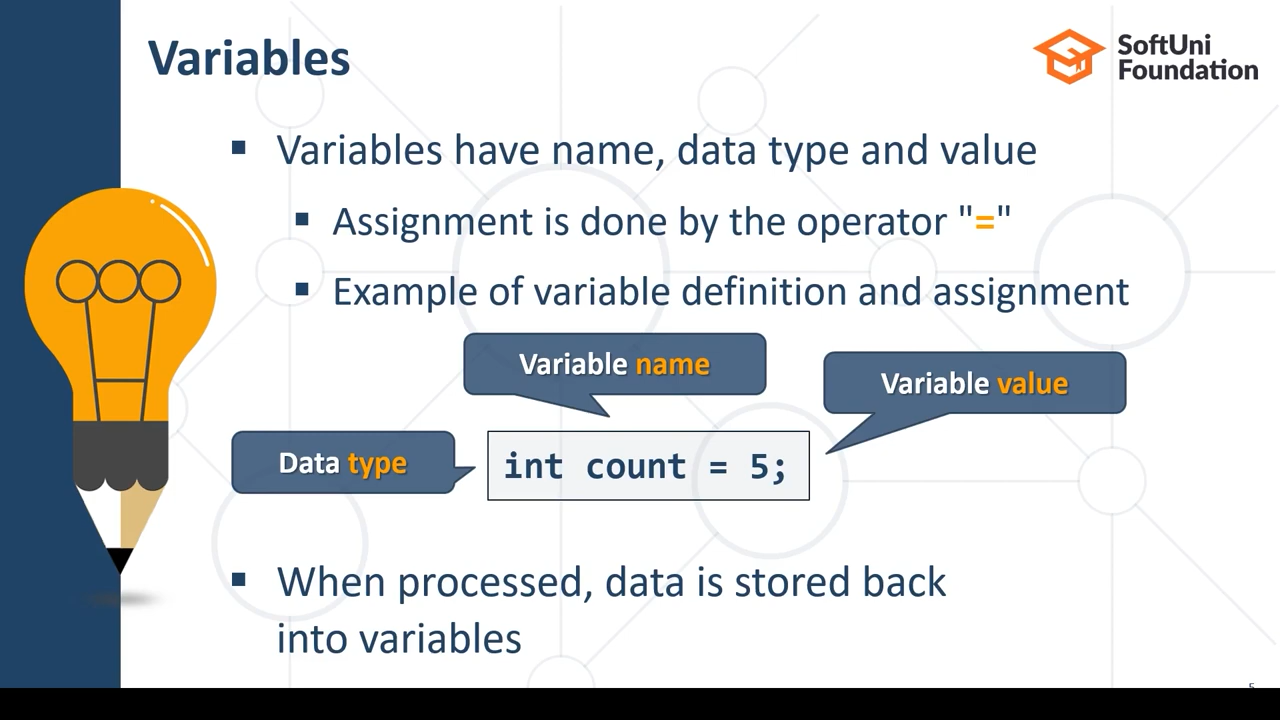 Variables
SoftUni
Foundation
▪ Variables have name, data type and value
▪ Assignment is done by the operator "="
▪ Example of variable definition and assignment
Variable name
Variable value
Data type
int count = 5;
▪ When processed, data is stored back
into variables
5